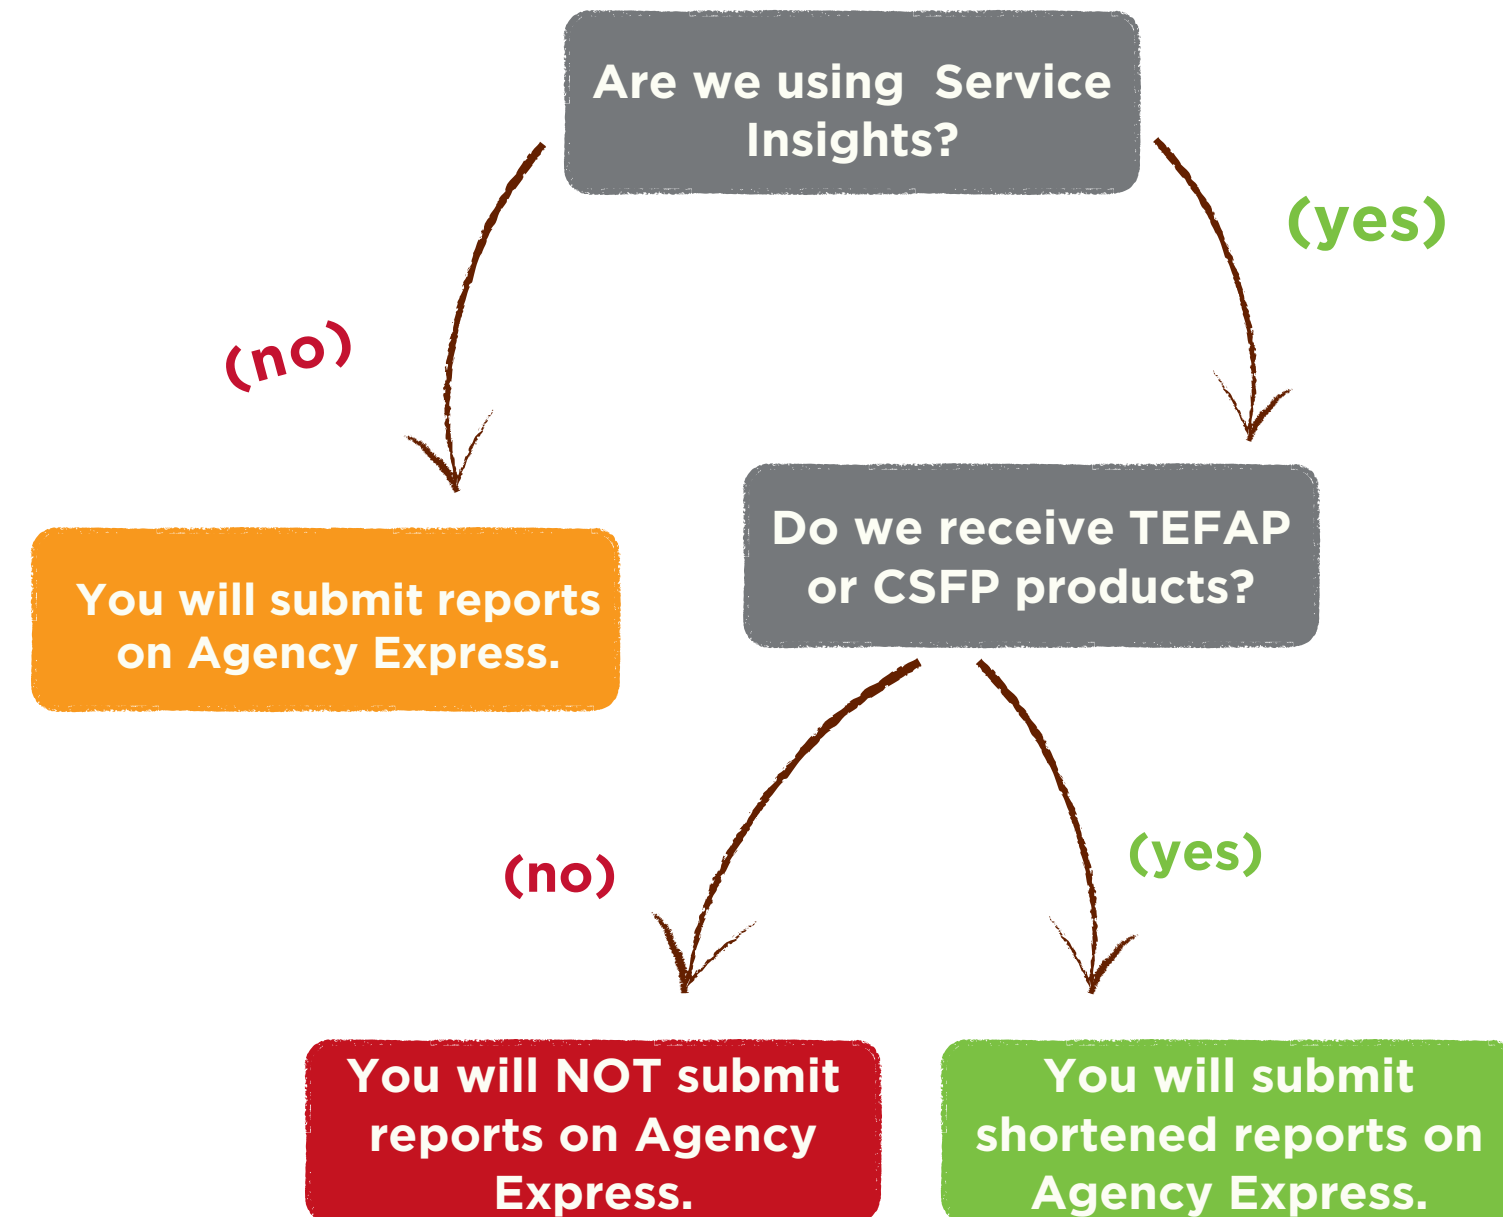 Are we using  Service
Insights?
(yes)
(no)
Do we receive TEFAP
or CSFP products?
You will submit reports
on Agency Express.
(no)
(yes)
You will NOT submit
reports on Agency
Express.
You will submit
shortened reports on
Agency Express.